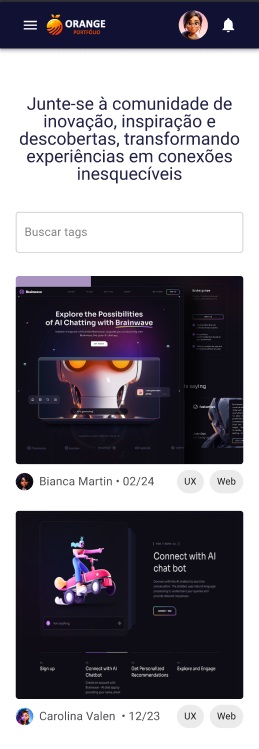 ORANGE
PORTFÓLIO
Junte-se à comunidade de
inovação, inspiração e
descobertas, transformando
experiências em conexões
inesquecíveis
Buscar tags
Brainwave
Explore the Possibilities
of AI Chatting with Brainwave
Bianca Martin • 02/24
UX
Web
Connect with AI
chat bot
Sign up
Connect with AI
Chatbot
Get Personalized
Recommendations
Explore and Engage
Carolina Valen • 12/23
UX
Web